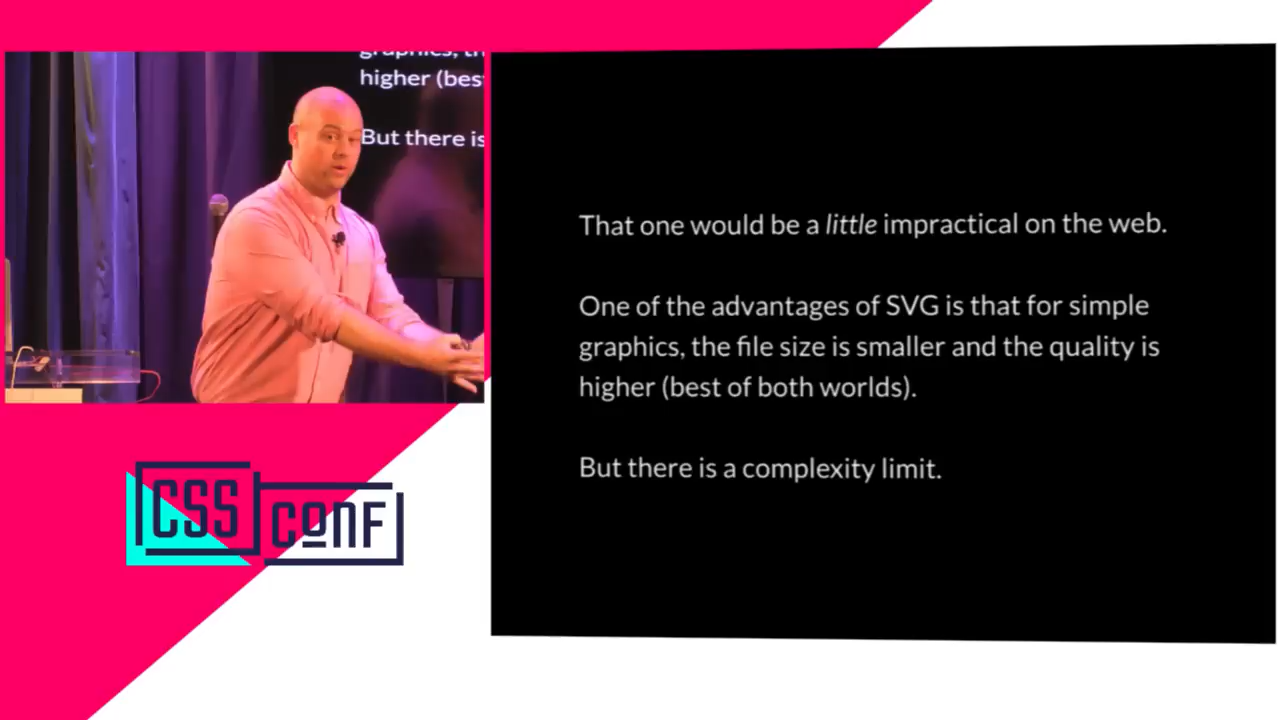 graphics, th
higher (bes
But there is
CSS
conf
That one would be a little impractical on the web.
One of the advantages of SVG is that for simple
graphics, the file size is smaller and the quality is
higher (best of both worlds).
But there is a complexity limit.